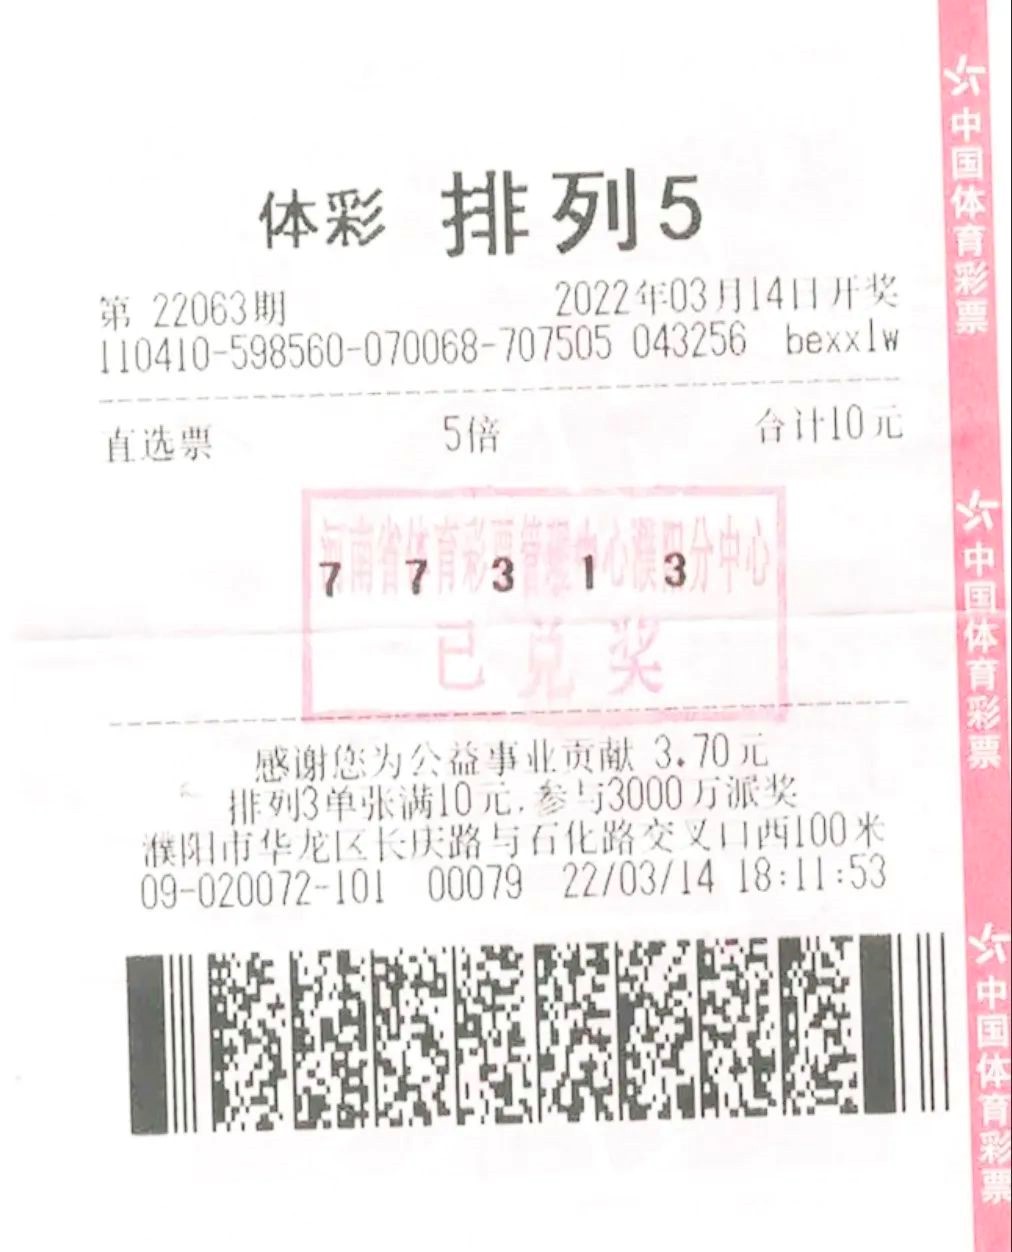 体彩 排列5
第 22063期 2022年03月14日开奖
110410-598560-070068-707505 043256 bexxlw
直选票 5倍 合计10元
河南省体育彩票管理中心濮阳分中心
7 7 3 1 3
已兑奖
感谢您为公益事业贡献 3.70元
排列3单张满10元,参与3000万派奖
濮阳市华龙区长庆路与石化路交叉口西100米
09-020072-101 00079 22/03/14 18:11:53
中国体育彩票
中国体育彩票
中国体育彩票